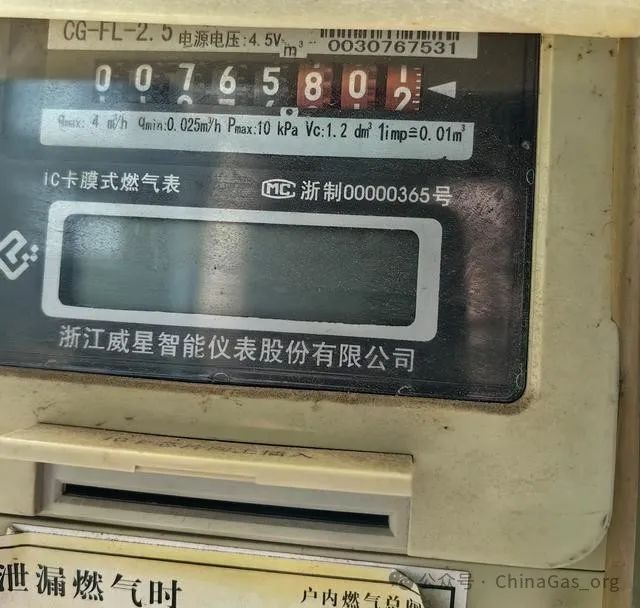 CG-FL-2.5 电源电压:4.5V m³ 0030767531
0 0 7 6 5 8 0
qmax: 4 m³/h qmin:0.025m³/h Pmax:10 kPa Vc:1.2 dm³ 1imp≙0.01m³
IC卡膜式燃气表 MC 浙制00000365号
浙江威星智能仪表股份有限公司
泄漏燃气时 户内燃气总
公众号 · ChinaGas_org